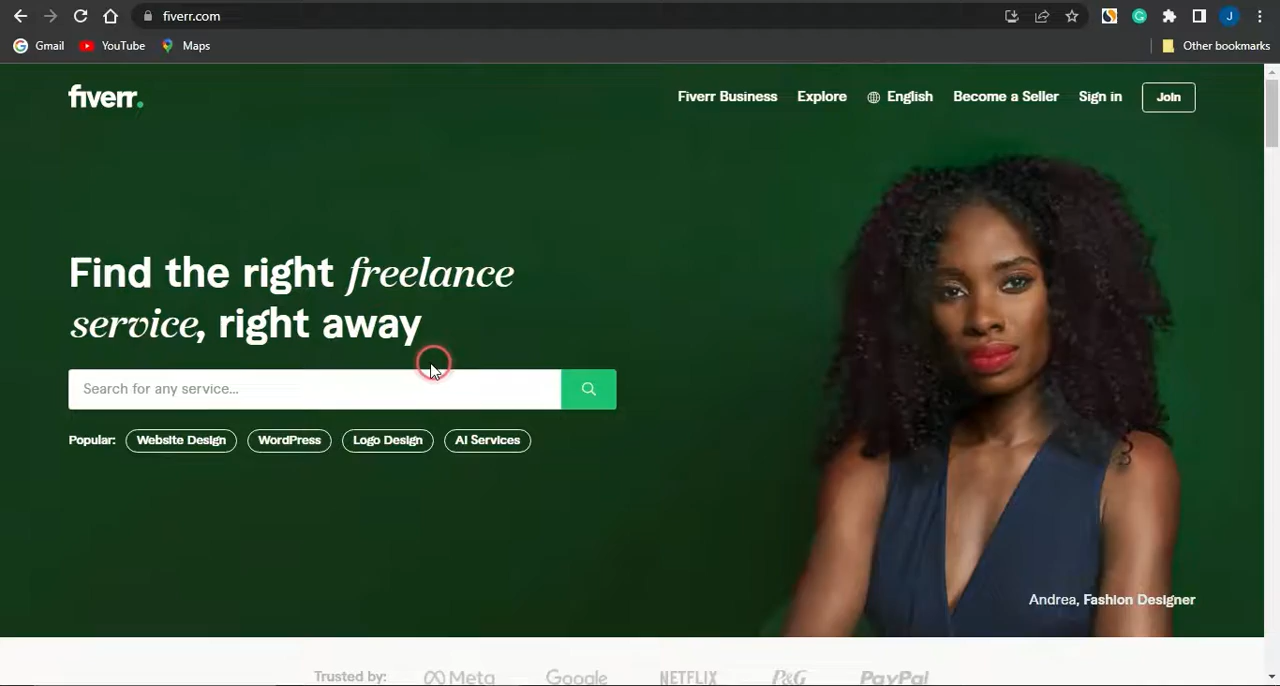 fiverr.com
J
Gmail
YouTube
Maps
Other bookmarks
fiverr.
Fiverr Business
Explore
English
Become a Seller
Sign in
Join
Find the right freelance
service, right away
Search for any service...
Popular:
Website Design
WordPress
Logo Design
AI Services
Andrea, Fashion Designer
Trusted by:
Meta
Google
NETFLIX
P&G
PayPal